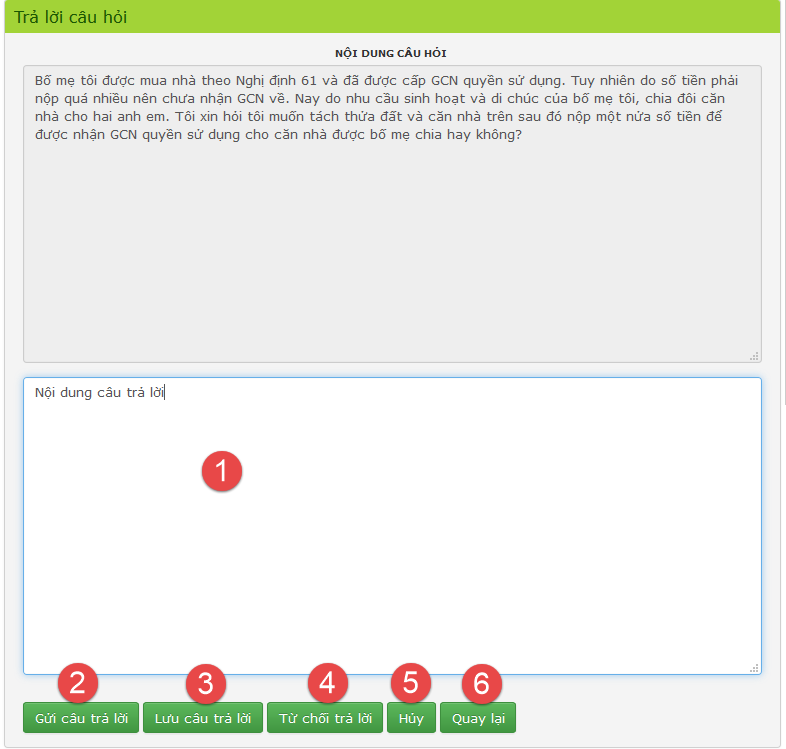 Trả lời câu hỏi
NỘI DUNG CÂU HỎI
Bố mẹ tôi được mua nhà theo Nghị định 61 và đã được cấp GCN quyền sử dụng. Tuy nhiên do số tiền phải
nộp quá nhiều nên chưa nhận GCN về. Nay do nhu cầu sinh hoạt và di chúc của bố mẹ tôi, chia đôi căn
nhà cho hai anh em. Tôi xin hỏi tôi muốn tách thửa đất và căn nhà trên sau đó nộp một nửa số tiền để
được nhận GCN quyền sử dụng cho căn nhà được bố mẹ chia hay không?
Nội dung câu trả lời
1
2 3 4 5 6
Gửi câu trả lời Lưu câu trả lời Từ chối trả lời Hủy Quay lại